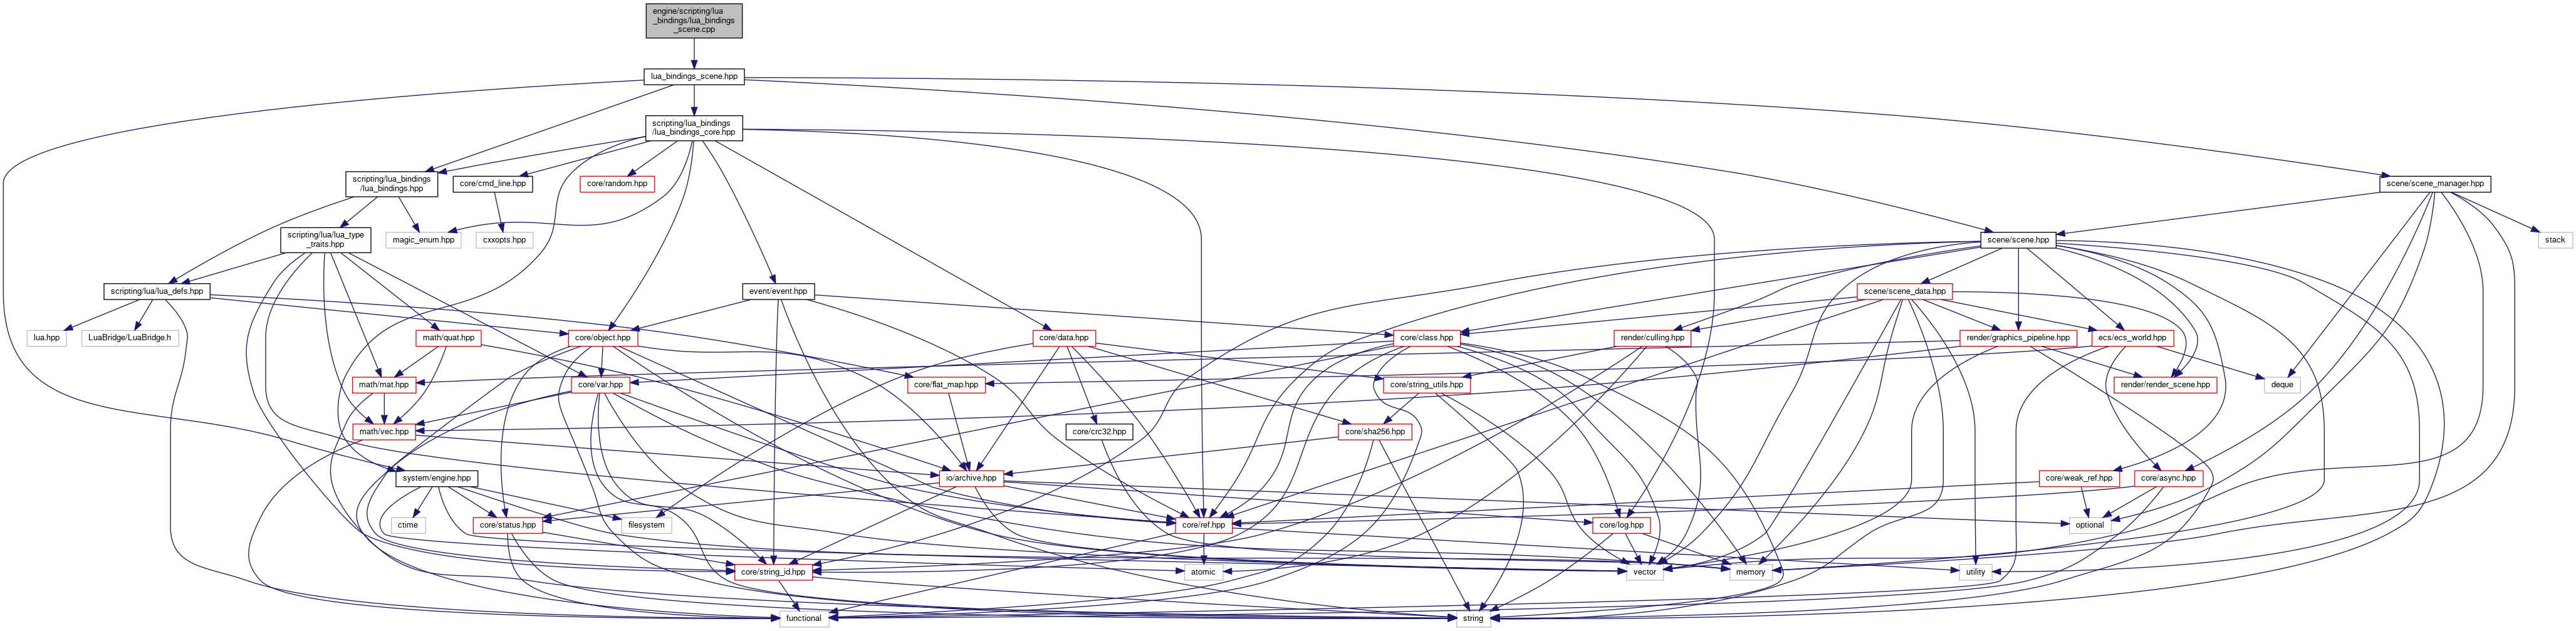 engine/scripting/lua
_bindings/lua_bindings
_scene.cpp
lua_bindings_scene.hpp
scripting/lua_bindings
/lua_bindings_core.hpp
scripting/lua_bindings
/lua_bindings.hpp
core/cmd_line.hpp
core/random.hpp
scene/scene_manager.hpp
scripting/lua/lua_type
_traits.hpp
magic_enum.hpp
cxxopts.hpp
scene/scene.hpp
stack
scripting/lua/lua_defs.hpp
event/event.hpp
scene/scene_data.hpp
lua.hpp
LuaBridge/LuaBridge.h
math/quat.hpp
core/object.hpp
core/data.hpp
core/class.hpp
render/culling.hpp
render/graphics_pipeline.hpp
ecs/ecs_world.hpp
math/mat.hpp
core/var.hpp
core/flat_map.hpp
core/string_utils.hpp
render/render_scene.hpp
deque
math/vec.hpp
core/crc32.hpp
core/sha256.hpp
system/engine.hpp
io/archive.hpp
core/weak_ref.hpp
core/async.hpp
ctime
core/status.hpp
filesystem
core/ref.hpp
core/log.hpp
optional
core/string_id.hpp
atomic
vector
memory
utility
functional
string